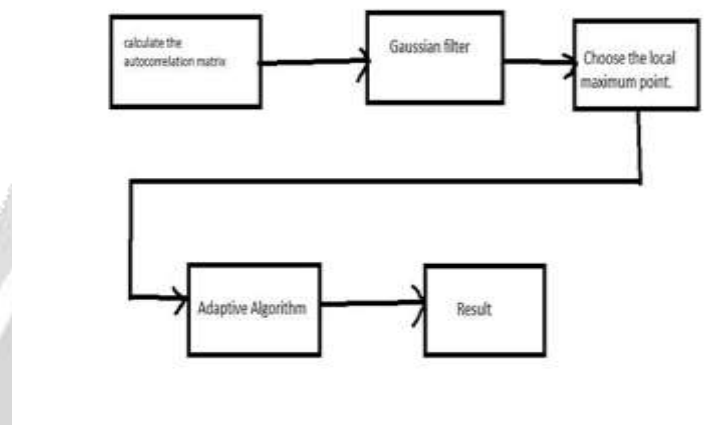 calculate the
autocorrelation matrix
Gaussian filter
Choose the local
maximum point.
Adaptive Algorithm
Result